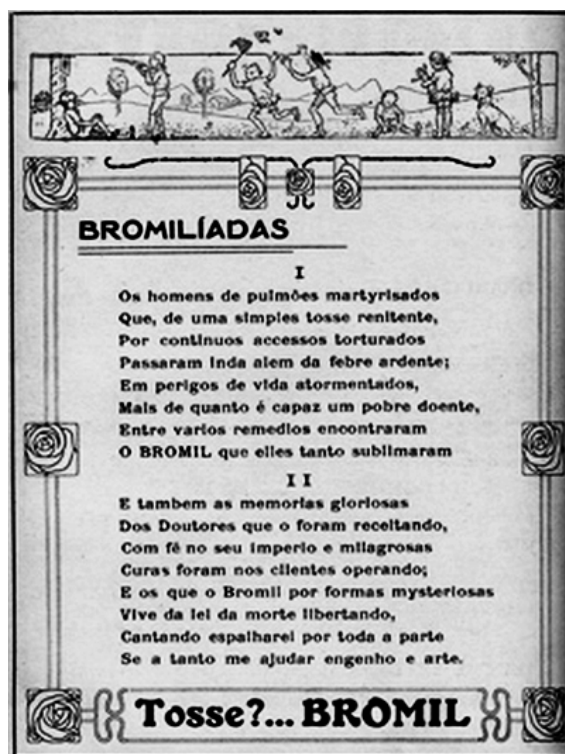 BROMILÍADAS
I
Os homens de pulmões martyrisados
Que, de uma simples tosse renitente,
Por continuos accessos torturados
Passaram inda alem da febre ardente;
Em perigos de vida atormentados,
Mais de quanto é capaz um pobre doente,
Entre varios remedios encontraram
O BROMIL que elles tanto sublimaram
II
E tambem as memorias gloriosas
Dos Doutores que o foram receitando,
Com fé no seu imperio e milagrosas
Curas foram nos clientes operando;
E os que o Bromil por formas mysteriosas
Vive da lei da morte libertando,
Cantando espalharei por toda a parte
Se a tanto me ajudar engenho e arte.
Tosse?... BROMIL